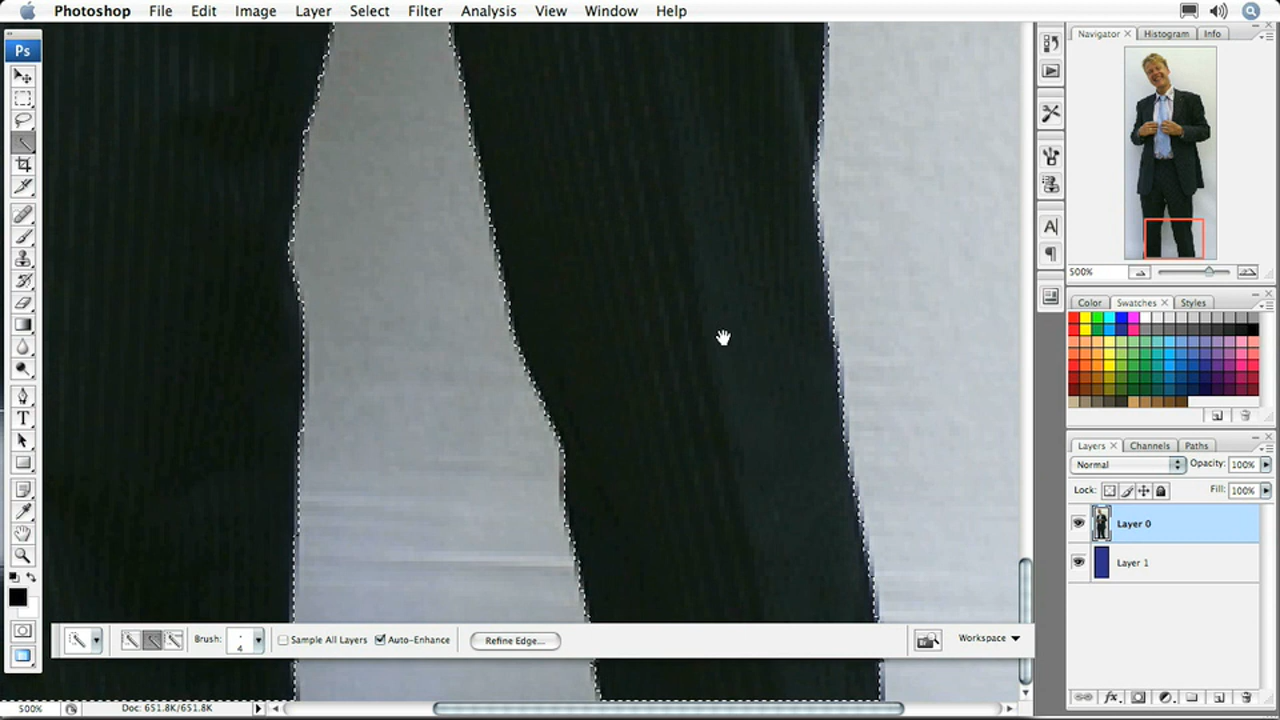 Photoshop File Edit Image Layer Select Filter Analysis View Window Help
Ps
Navigator × Histogram Info
500%
Color Swatches × Styles
Layers × Channels Paths
Normal Opacity: 100%
Lock: Fill: 100%
Layer 0
Layer 1
Brush: 4 Sample All Layers Auto-Enhance Refine Edge... Workspace
500% Doc: 651.8K/651.8K